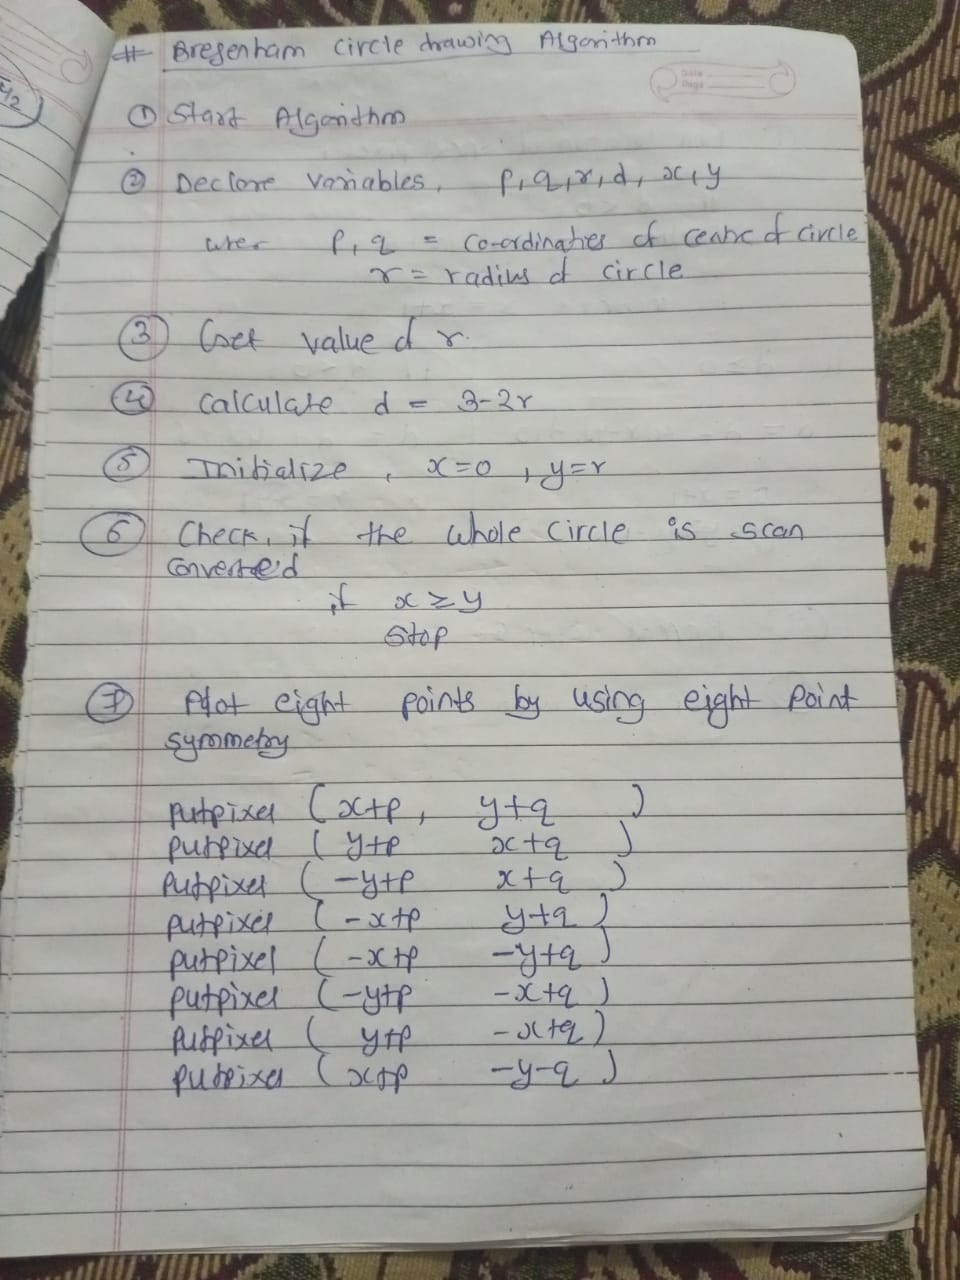 # Bresenham Circle drawing Algorithm
Date
Page
① Start Algorithm
② Declare Variables, p, q, r, d, x, y
wher p, q = co-ordinaties of centre of circle
r = radius of circle
③ Get value of r.
④ Calculate d = 3-2r
⑤ Initialize, x=0, y=r
⑥ Check, if the whole Circle is scan
Converted
if x ≥ y
Stop
⑦ Plot eight points by using eight point
symmetry
putpixel (x+p, y+q)
putpixel (y+p x+q)
putpixel (-y+p x+q)
putpixel (-x+p y+q)
putpixel (-x+p -y+q)
putpixel (-y+p -x+q)
putpixel (y+p -x+q)
putpixel (x+p -y-q)